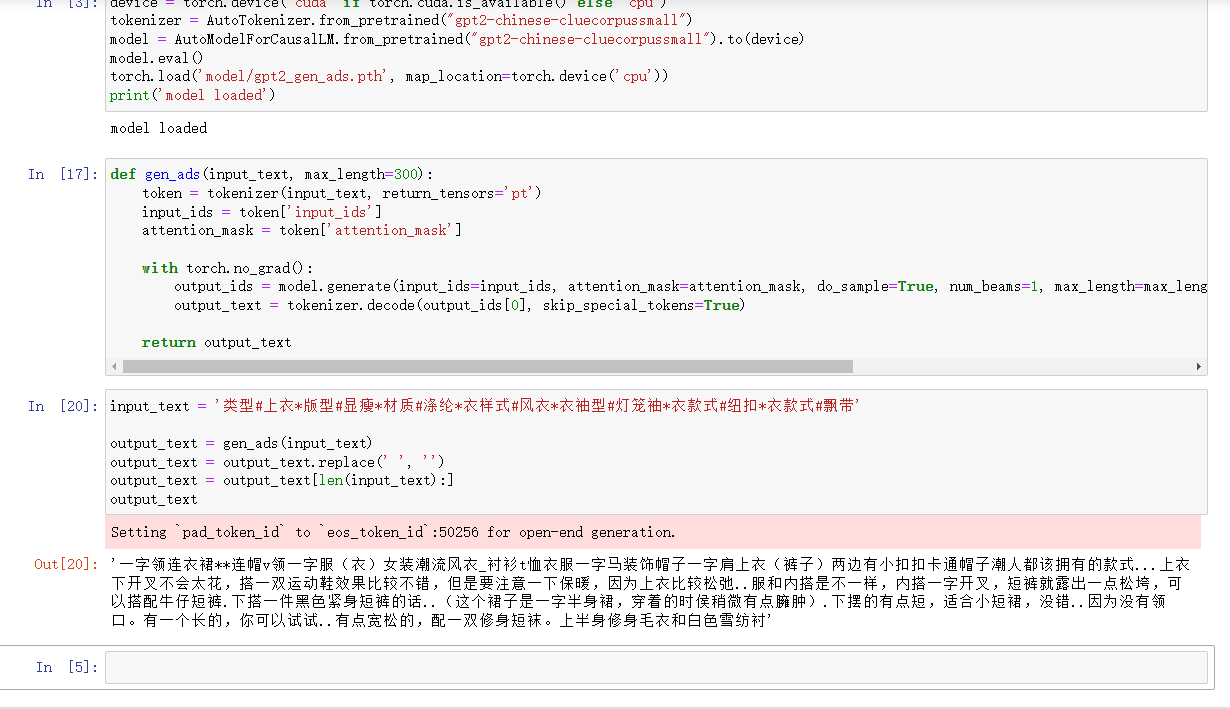 In [3]: device = torch.device("cuda" if torch.cuda.is_available() else "cpu")
tokenizer = AutoTokenizer.from_pretrained("gpt2-chinese-cluecorpussmall")
model = AutoModelForCausalLM.from_pretrained("gpt2-chinese-cluecorpussmall").to(device)
model.eval()
torch.load('model/gpt2_gen_ads.pth', map_location=torch.device('cpu'))
print('model loaded')
model loaded
In [17]: def gen_ads(input_text, max_length=300):
token = tokenizer(input_text, return_tensors='pt')
input_ids = token['input_ids']
attention_mask = token['attention_mask']
with torch.no_grad():
output_ids = model.generate(input_ids=input_ids, attention_mask=attention_mask, do_sample=True, num_beams=1, max_length=max_leng
output_text = tokenizer.decode(output_ids[0], skip_special_tokens=True)
return output_text
In [20]: input_text = '类型#上衣*版型#显瘦*材质#涤纶*衣样式#风衣*衣袖型#灯笼袖*衣款式#纽扣*衣款式#飘带'
output_text = gen_ads(input_text)
output_text = output_text.replace(' ', '')
output_text = output_text[len(input_text):]
output_text
Setting `pad_token_id` to `eos_token_id`:50256 for open-end generation.
Out[20]: '一字领连衣裙**连帽v领一字服（衣）女装潮流风衣_衬衫t恤衣服一字马装饰帽子一字肩上衣（裤子）两边有小扣扣卡通帽子潮人都该拥有的款式...上衣
下开叉不会太花，搭一双运动鞋效果比较不错，但是要注意一下保暖，因为上衣比较松弛..服和内搭是不一样，内搭一字开叉，短裤就露出一点松垮，可
以搭配牛仔短裤.下搭一件黑色紧身短裤的话..（这个裙子是一字半身裙，穿着的时侯稍微有点臃肿）.下摆的有点短，适合小短裙，没错..因为没有领
口。有一个长的，你可以试试..有点宽松的，配一双修身短袜。上半身修身毛衣和白色雪纺衬'
In [5]: